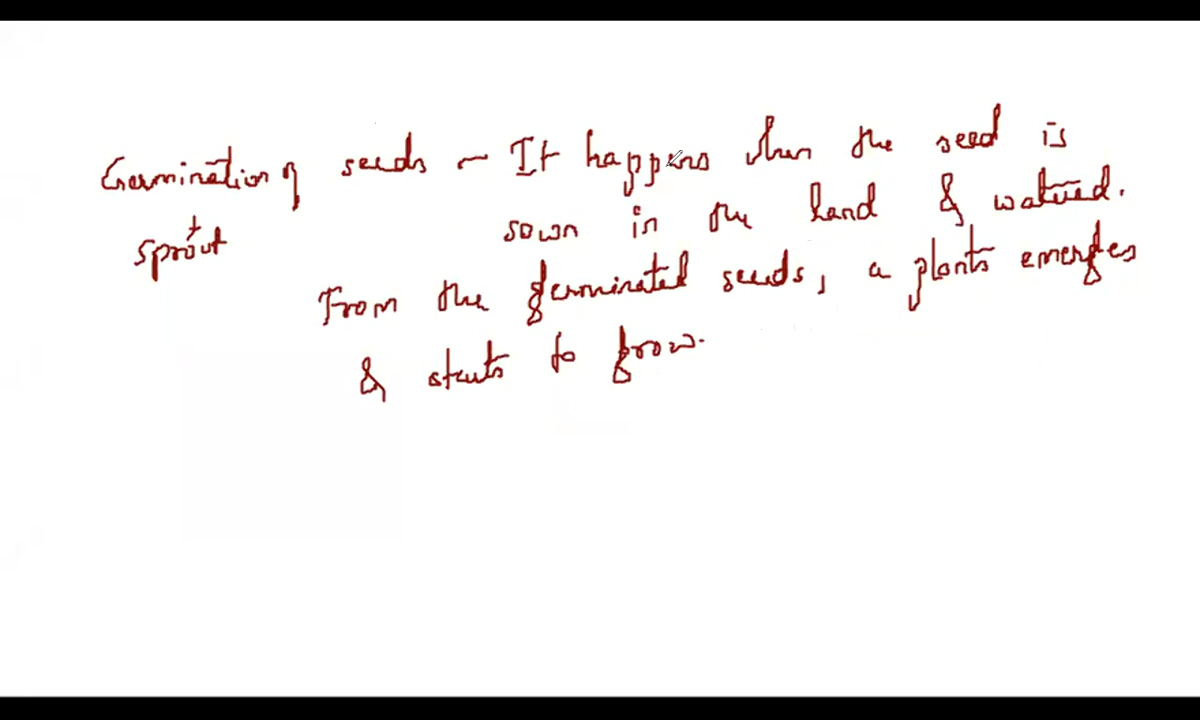 Germination of seeds - It happens when the seed is
sprout sown in the land & watered.
From the germinated seeds, a plants emerges
& starts to grow.